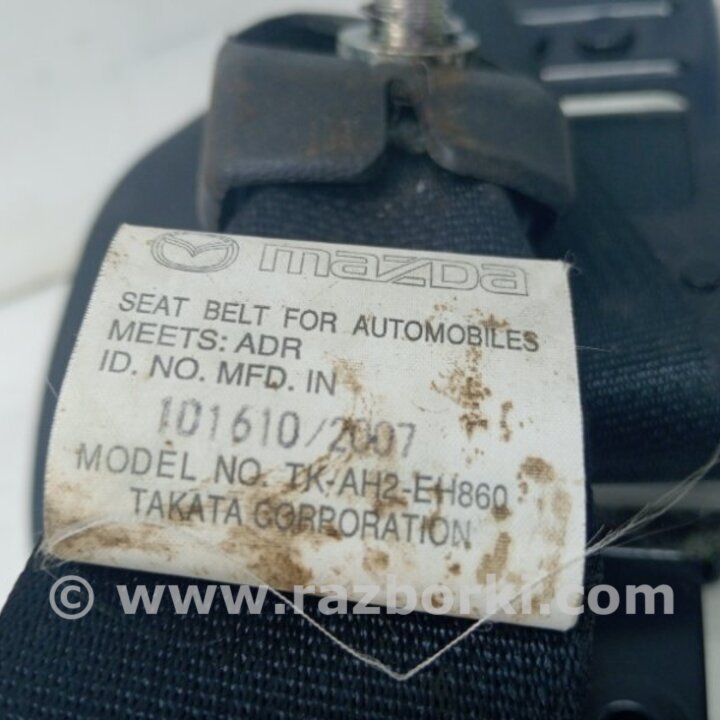 mazda
SEAT BELT FOR AUTOMOBILES
MEETS: ADR
ID. NO. MFD. IN
101610/2007
MODEL NO. TK-AH2-EH860
TAKATA CORPORATION
© www.razborki.com